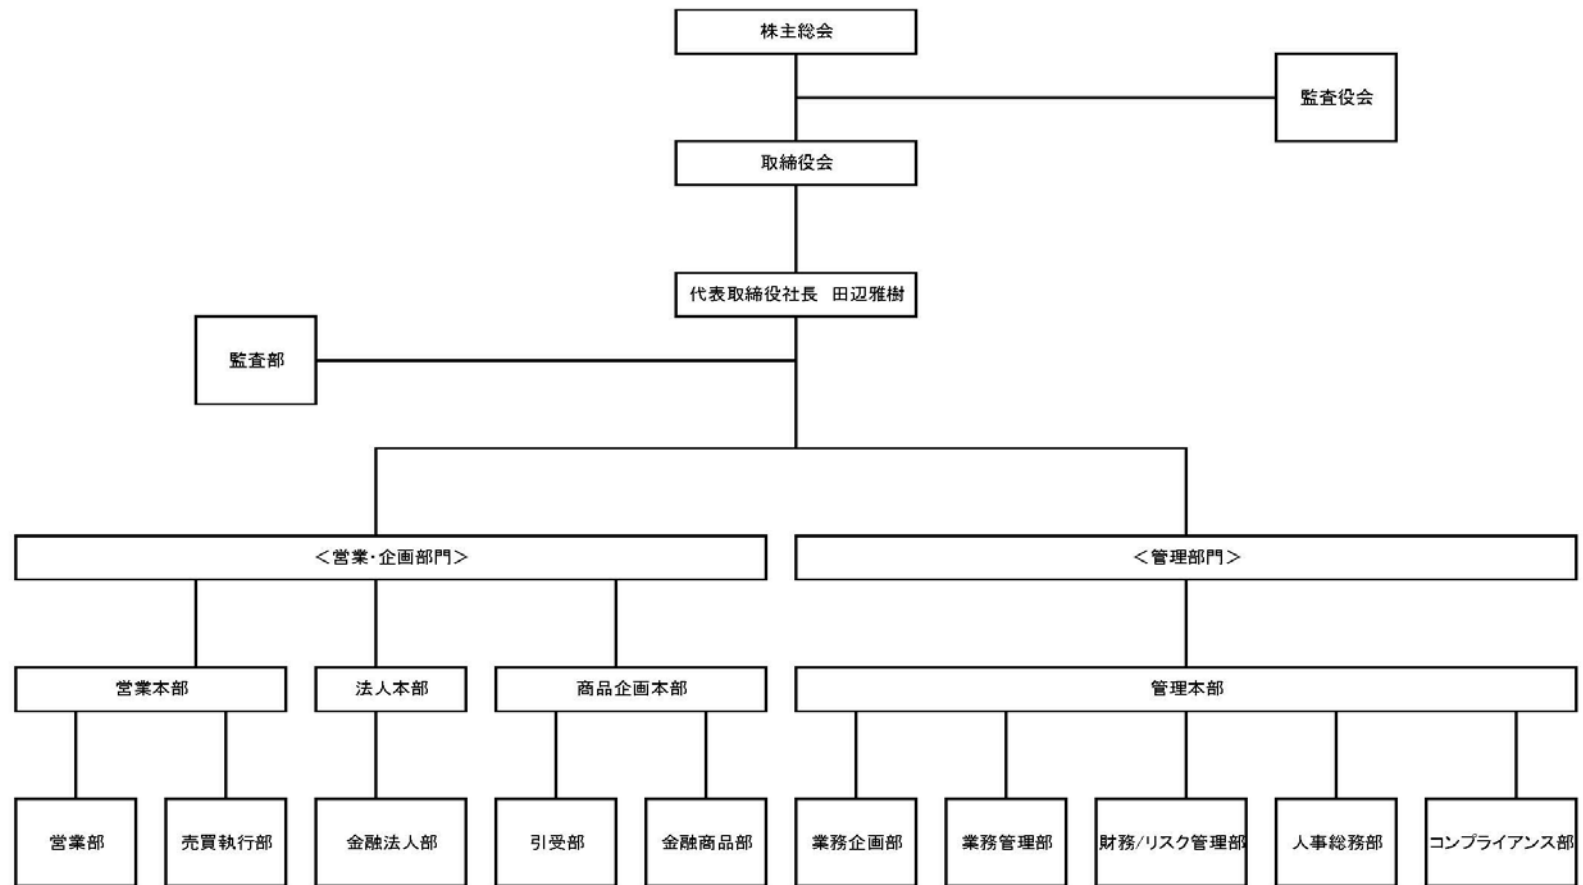 株主総会
監査役会
取締役会
代表取締役社長　田辺雅樹
監査部
＜営業・企画部門＞
＜管理部門＞
営業本部
法人本部
商品企画本部
管理本部
営業部
売買執行部
金融法人部
引受部
金融商品部
業務企画部
業務管理部
財務/リスク管理部
人事総務部
コンプライアンス部